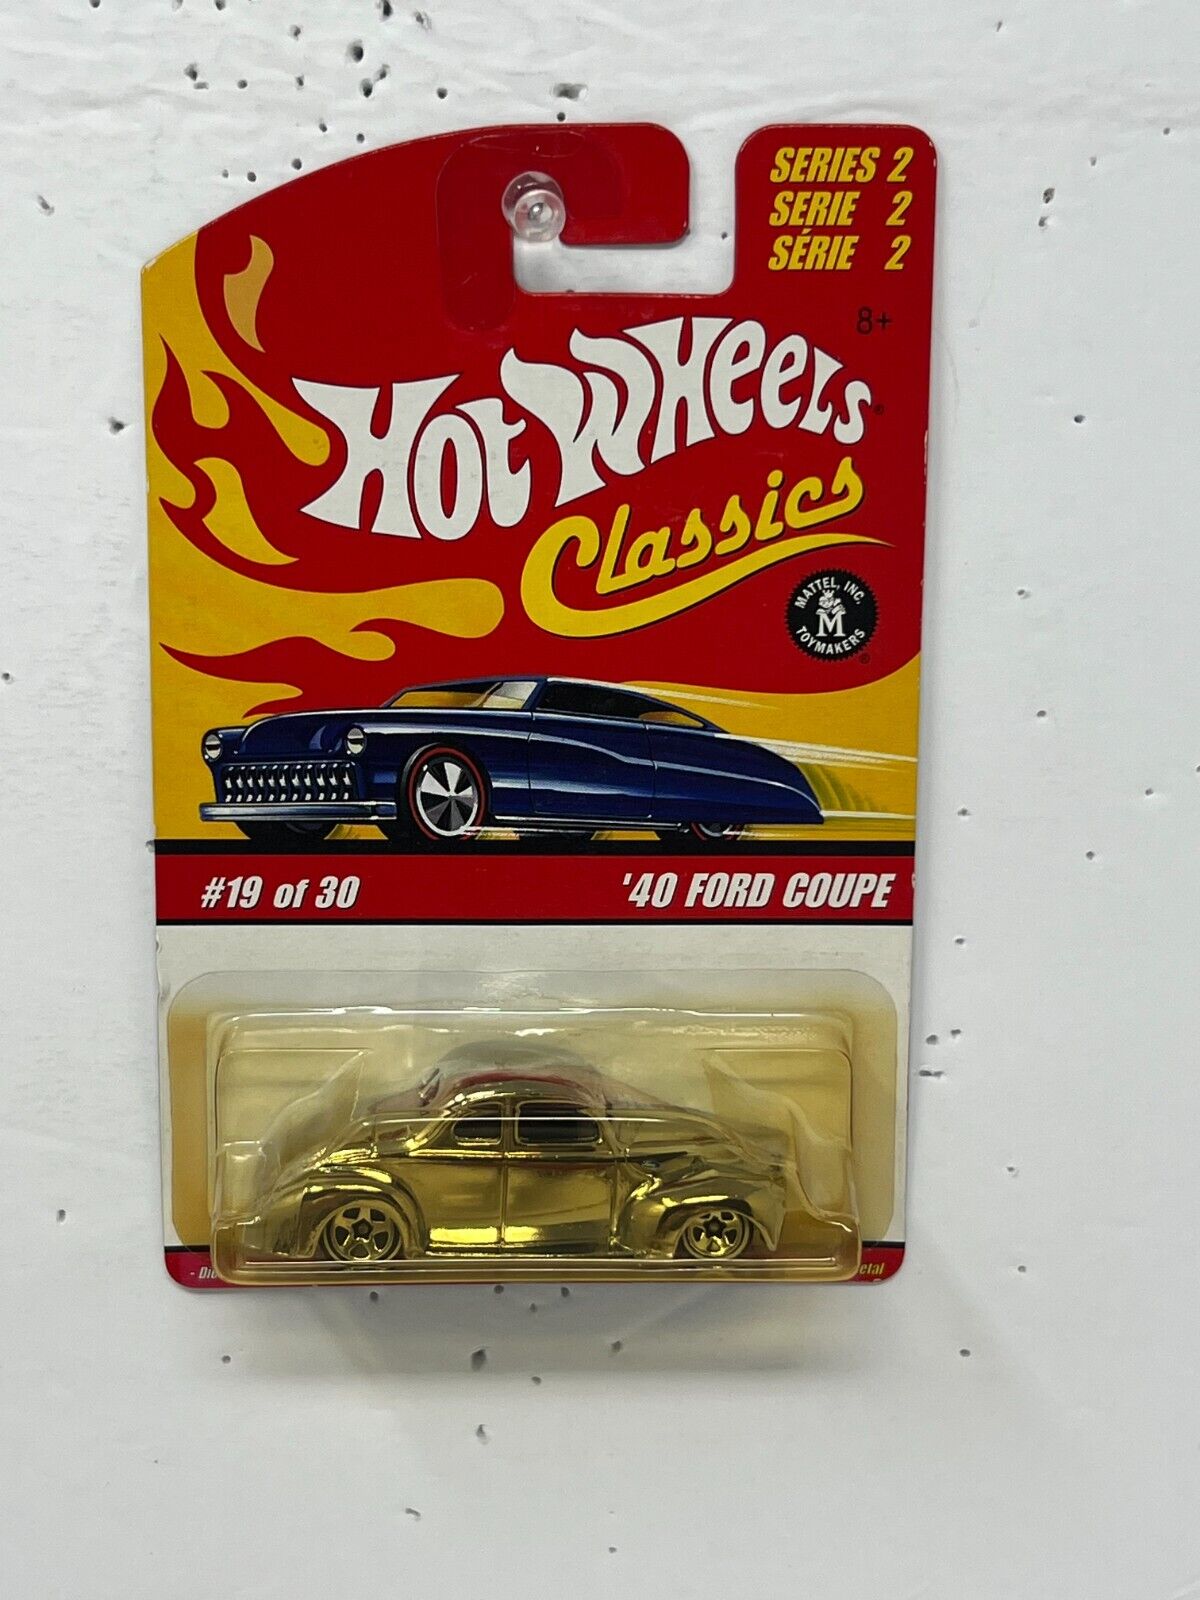 SERIES 2
SERIE 2
SÉRIE 2
8+
HOT WHEELS®
Classics
MATTEL, INC.
M
TOYMAKERS
®
#19 of 30
'40 FORD COUPE